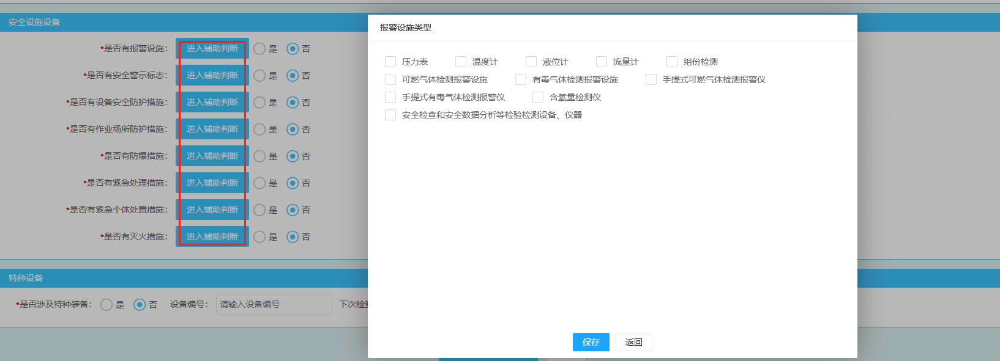 安全设施设备
*是否有报警设施： 进入辅助判断 是 否
*是否有安全警示标志： 进入辅助判断 是 否
*是否有设备安全防护措施： 进入辅助判断 是 否
*是否有作业场所防护措施： 进入辅助判断 是 否
*是否有防爆措施： 进入辅助判断 是 否
*是否有紧急处理措施： 进入辅助判断 是 否
*是否有紧急个体处置措施： 进入辅助判断 是 否
*是否有灭火措施： 进入辅助判断 是 否
特种设备
*是否涉及特种装备： 是 否 设备编号： 请输入设备编号 下次检查
报警设施类型
压力表 温度计 液位计 流量计 组份检测
可燃气体检测报警设施 有毒气体检测报警设施 手提式可燃气体检测报警仪
手提式有毒气体检测报警仪 含氧量检测仪
安全检查和安全数据分析等检验检测设备、仪器
保存 返回